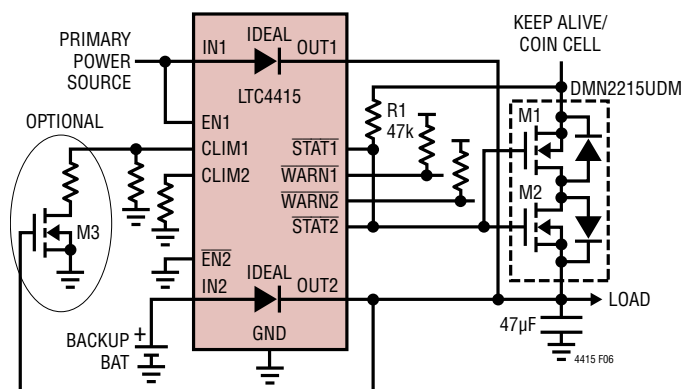 PRIMARY
POWER
SOURCE
IN1
IDEAL
OUT1
LTC4415
KEEP ALIVE/
COIN CELL
DMN2215UDM
OPTIONAL
EN1
R1
47k
M1
CLIM1
STAT1
CLIM2
WARN1
WARN2
M2
M3
STAT2
EN2
IDEAL
IN2
OUT2
LOAD
BACKUP
BAT
+
GND
47µF
4415 F06